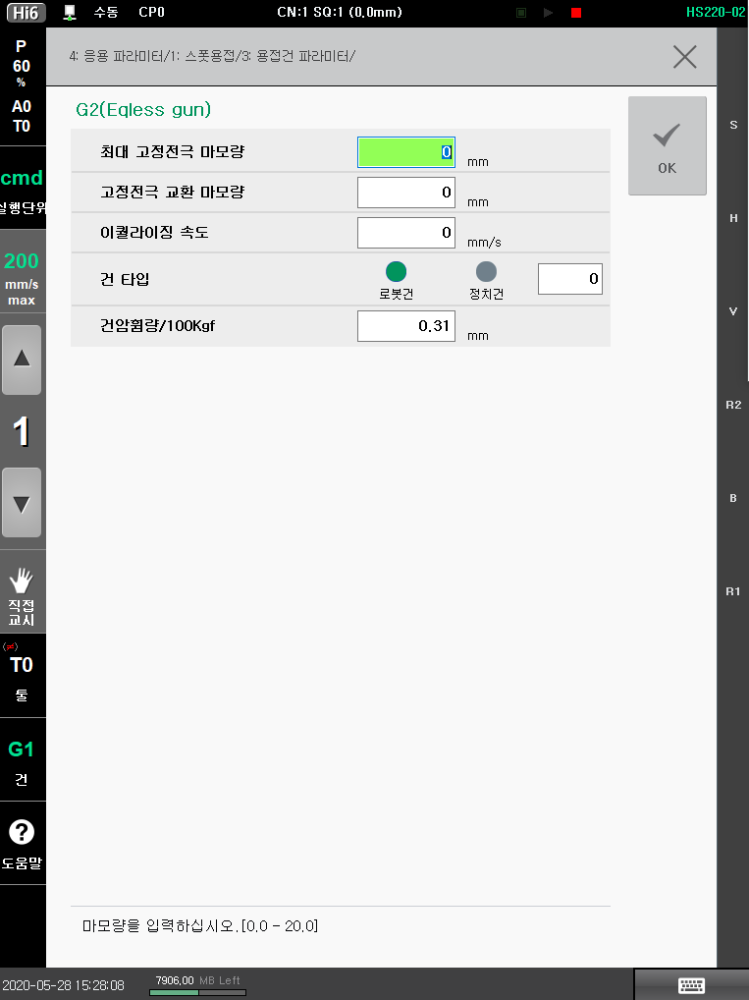 Hi6 수동 CP0 CN:1 SQ:1 (0.0mm) HS220-02
P
60
%
A0
T0
cmd
실행단위
200
mm/s
max
1
직접
교시
(≠)
T0
툴
G1
건
?
도움말
4: 응용 파라미터/1: 스폿용접/3: 용접건 파라미터/
G2(Eqless gun)
최대 고정전극 마모량 0 mm
고정전극 교환 마모량 0 mm
이퀄라이징 속도 0 mm/s
건 타입 로봇건 정치건 0
건암휨량/100Kgf 0.31 mm
OK
S
H
V
R2
B
R1
마모량을 입력하십시오.[0.0 - 20.0]
2020-05-28 15:28:08 7906.00 MB Left